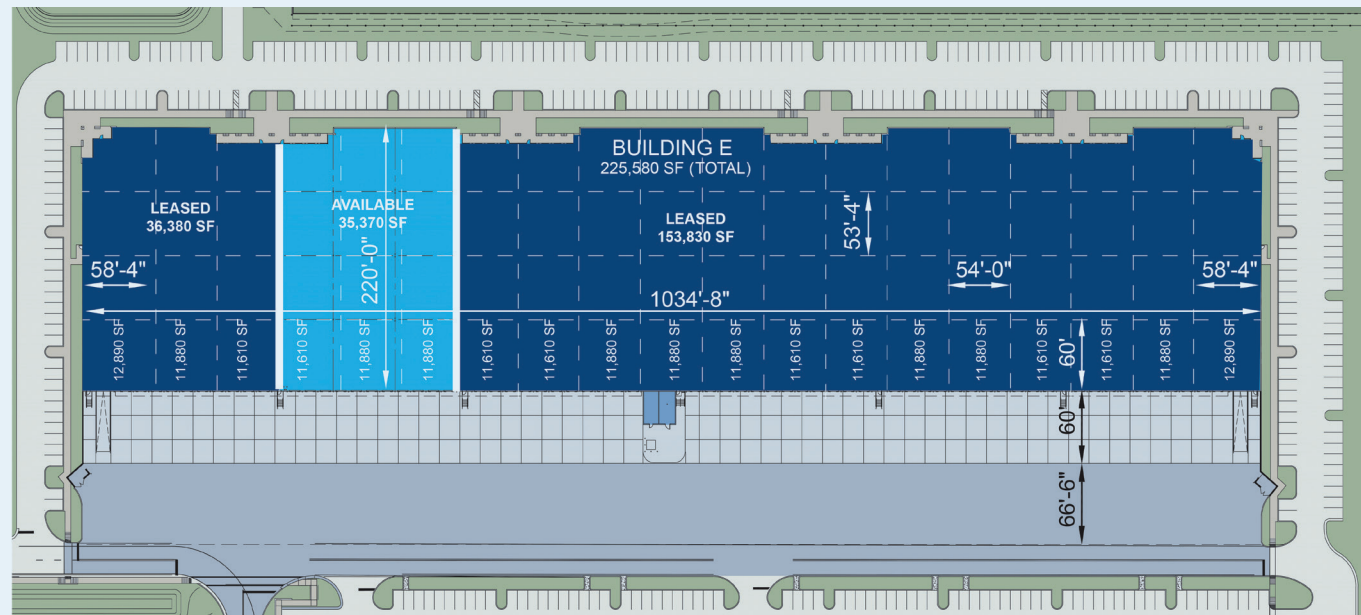 BUILDING E
225,580 SF (TOTAL)
LEASED
36,380 SF
AVAILABLE
35,370 SF
LEASED
153,830 SF
53'-4"
220'-0"
58'-4"
54'-0"
58'-4"
1034'-8"
12,890 SF
11,880 SF
11,610 SF
11,610 SF
11,880 SF
11,880 SF
11,610 SF
11,610 SF
11,880 SF
11,880 SF
11,880 SF
11,610 SF
11,610 SF
11,880 SF
11,880 SF
11,610 SF
11,610 SF
11,880 SF
12,890 SF
60'
60'
66'-6"